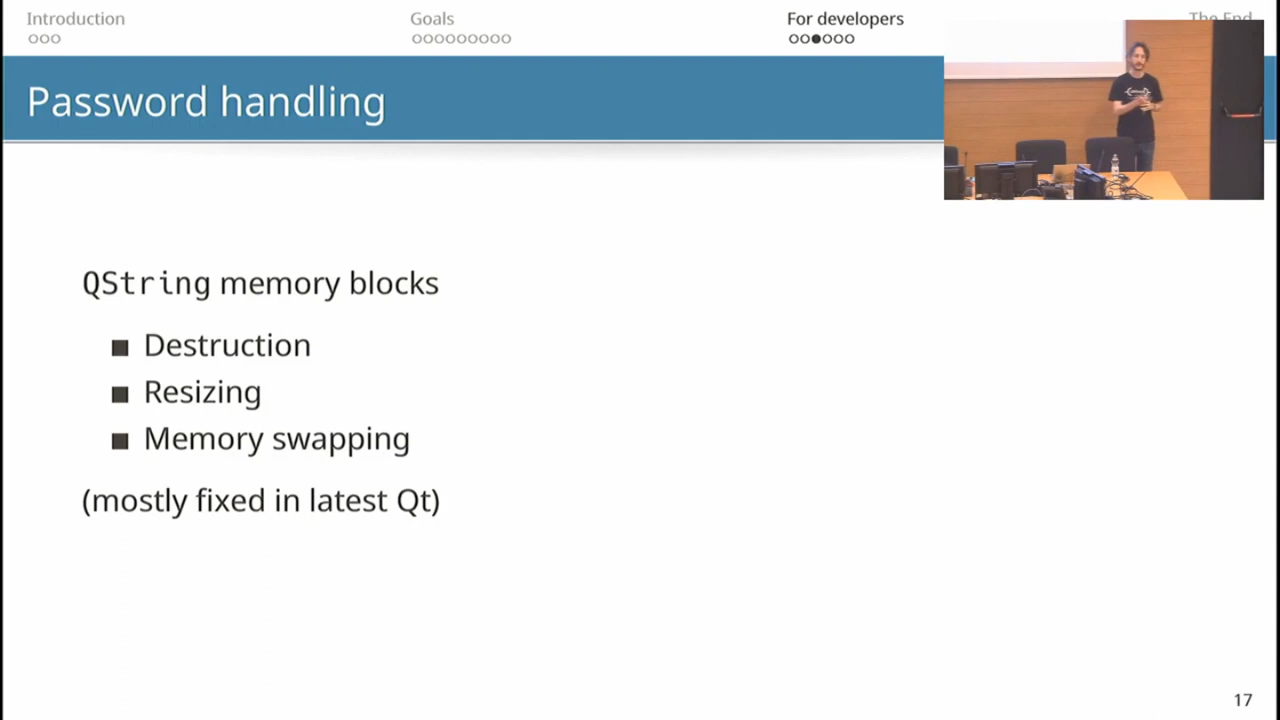 Introduction
Goals
For developers
The End
Password handling
QString memory blocks
Destruction
Resizing
Memory swapping
(mostly fixed in latest Qt)
17